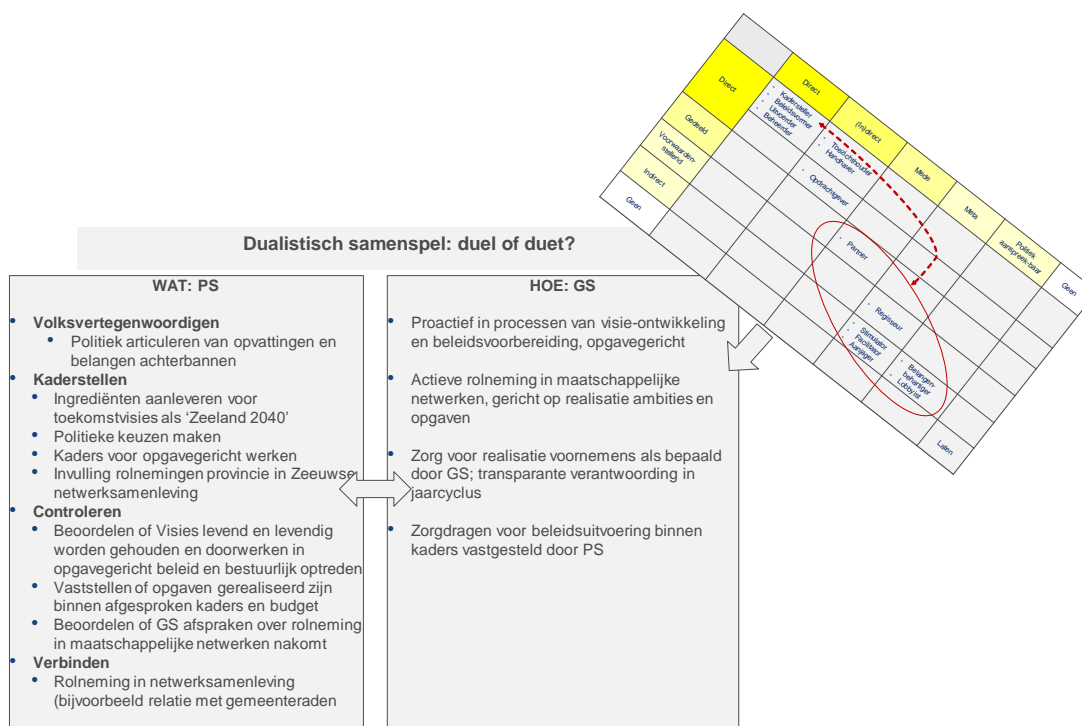 Direct
Direct
(In)direct
Mede
Meta
Politiek
aanspreek-baar
Geen
Gedeeld
Voorwaarden-
stellend
Indirect
Geen
• Kadersteller
• Beleidsvormer
• Uitvoerder
• Beheerder
• Toezichthouder
• Handhaver
• Opdrachtgever
• Panner
• Regisseur
• Stimulator
• Facilitator
• Aanjager
• Belangen-
behartiger
• Lobbyist
Laten
Dualistisch samenspel: duel of duet?
WAT: PS
• Volksvertegenwoordigen
• Politiek articuleren van opvattingen en
belangen achterbannen
• Kaderstellen
• Ingrediënten aanleveren voor
toekomstvisies als ‘Zeeland 2040’
• Politieke keuzen maken
• Kaders voor opgavegericht werken
• Invulling rolnemingen provincie in Zeeuwse
netwerksamenleving
• Controleren
• Beoordelen of Visies levend en levendig
worden gehouden en doorwerken in
opgavegericht beleid en bestuurlijk optreden
• Vaststellen of opgaven gerealiseerd zijn
binnen afgesproken kaders en budget
• Beoordelen of GS afspraken over rolneming
in maatschappelijke netwerken nakomt
• Verbinden
• Rolneming in netwerksamenleving
(bijvoorbeeld relatie met gemeenteraden
HOE: GS
• Proactief in processen van visie-ontwikkeling
en beleidsvoorbereiding, opgavegericht
• Actieve rolneming in maatschappelijke
netwerken, gericht op realisatie ambities en
opgaven
• Zorg voor realisatie voornemens als bepaald
door GS; transparante verantwoording in
jaarcyclus
• Zorgdragen voor beleidsuitvoering binnen
kaders vastgesteld door PS